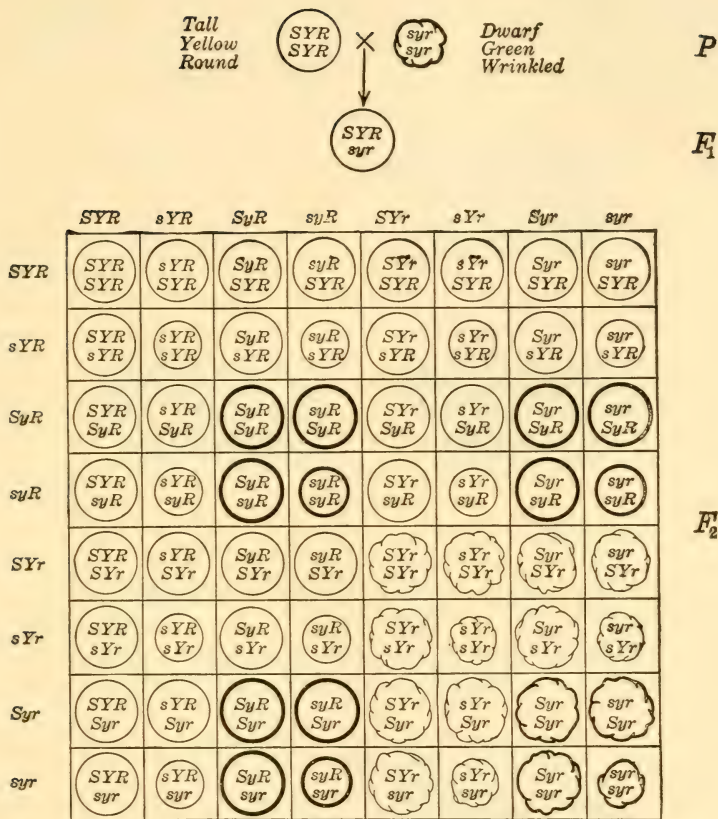 Tall
Yellow
Round
SYR
SYR
×
syr
syr
Dwarf
Green
Wrinkled
P
SYR
syr
F1
SYR sYR SyR syR SYr sYr Syr syr
SYR
SYR sYR SyR syR SYr sYr Syr syr
SYR SYR SYR SYR SYR SYR SYR SYR
sYR
SYR sYR SyR syR SYr sYr Syr syr
sYR sYR sYR sYR sYR sYR sYR sYR
SyR
SYR sYR SyR syR SYr sYr Syr syr
SyR SyR SyR SyR SyR SyR SyR SyR
syR
SYR sYR SyR syR SYr sYr Syr syr
syR syR syR syR syR syR syR syR
F2
SYr
SYR sYR SyR syR SYr sYr Syr syr
SYr SYr SYr SYr SYr SYr SYr SYr
sYr
SYR sYR SyR syR SYr sYr Syr syr
sYr sYr sYr sYr sYr sYr sYr sYr
Syr
SYR sYR SyR syR SYr sYr Syr syr
Syr Syr Syr Syr Syr Syr Syr Syr
syr
SYR sYR SyR syR SYr sYr Syr syr
syr syr syr syr syr syr syr syr